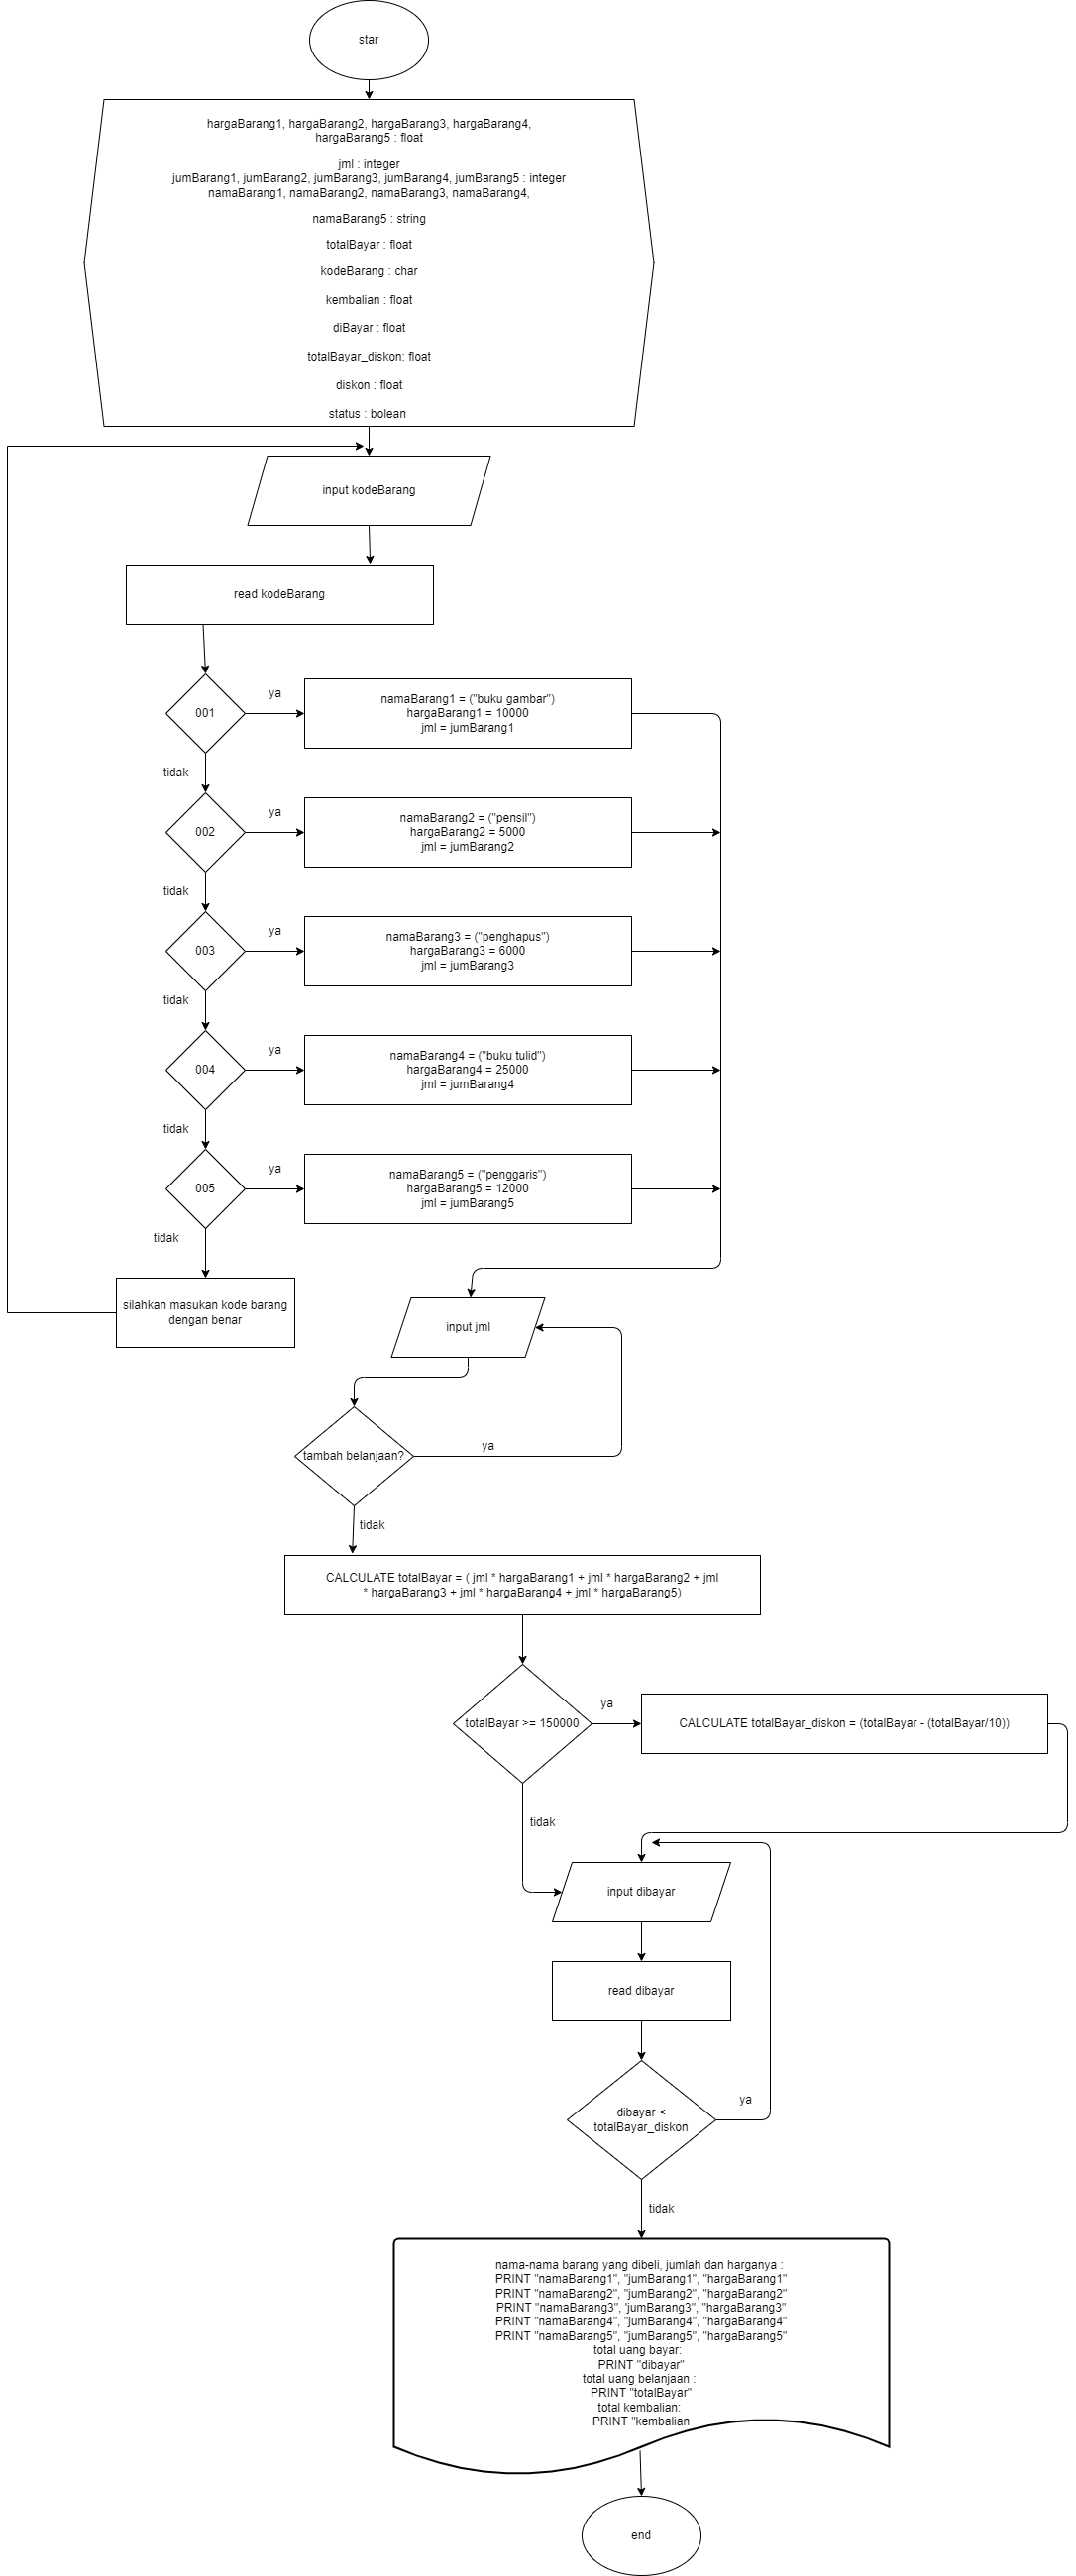 star
hargaBarang1, hargaBarang2, hargaBarang3, hargaBarang4,
hargaBarang5 : float
jml : integer
jumBarang1, jumBarang2, jumBarang3, jumBarang4, jumBarang5 : integer
namaBarang1, namaBarang2, namaBarang3, namaBarang4,
namaBarang5 : string
totalBayar : float
kodeBarang : char
kembalian : float
diBayar : float
totalBayar_diskon: float
diskon : float
status : bolean
input kodeBarang
read kodeBarang
001
ya
namaBarang1 = ("buku gambar")
hargaBarang1 = 10000
jml = jumBarang1
tidak
002
ya
namaBarang2 = ("pensil")
hargaBarang2 = 5000
jml = jumBarang2
tidak
003
ya
namaBarang3 = ("penghapus")
hargaBarang3 = 6000
jml = jumBarang3
tidak
004
ya
namaBarang4 = ("buku tulid")
hargaBarang4 = 25000
jml = jumBarang4
tidak
005
ya
namaBarang5 = ("penggaris")
hargaBarang5 = 12000
jml = jumBarang5
tidak
silahkan masukan kode barang
dengan benar
input jml
tambah belanjaan?
ya
tidak
CALCULATE totalBayar = ( jml * hargaBarang1 + jml * hargaBarang2 + jml
* hargaBarang3 + jml * hargaBarang4 + jml * hargaBarang5)
totalBayar >= 150000
ya
CALCULATE totalBayar_diskon = (totalBayar - (totalBayar/10))
tidak
input dibayar
read dibayar
dibayar <
totalBayar_diskon
ya
tidak
nama-nama barang yang dibeli, jumlah dan harganya :
PRINT "namaBarang1", "jumBarang1", "hargaBarang1"
PRINT "namaBarang2", "jumBarang2", "hargaBarang2"
PRINT "namaBarang3", 'jumBarang3", "hargaBarang3"
PRINT "namaBarang4", "jumBarang4", "hargaBarang4"
PRINT "namaBarang5", "jumBarang5", "hargaBarang5"
total uang bayar:
PRINT "dibayar"
total uang belanjaan :
PRINT "totalBayar"
total kembalian:
PRINT "kembalian
end